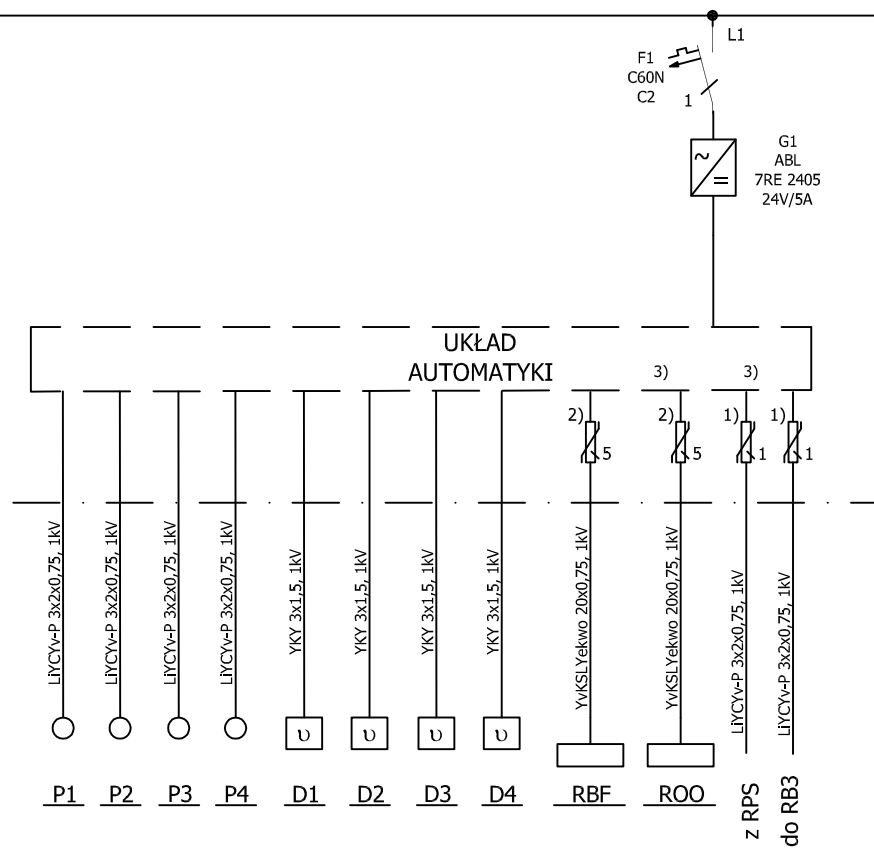 L1
F1
C60N
C2
1
G1
ABL
7RE 2405
24V/5A
~
=
UKŁAD
AUTOMATYKI
3)
3)
2)
5
2)
5
1)
1
1)
1
LiYCYv-P 3x2x0,75, 1kV
LiYCYv-P 3x2x0,75, 1kV
LiYCYv-P 3x2x0,75, 1kV
LiYCYv-P 3x2x0,75, 1kV
YKY 3x1,5, 1kV
YKY 3x1,5, 1kV
YKY 3x1,5, 1kV
YKY 3x1,5, 1kV
YvKSLYekwo 20x0,75, 1kV
YvKSLYekwo 20x0,75, 1kV
LiYCYv-P 3x2x0,75, 1kV
LiYCYv-P 3x2x0,75, 1kV
υ
υ
υ
υ
P1
P2
P3
P4
D1
D2
D3
D4
RBF
ROO
z RPS
do RB3